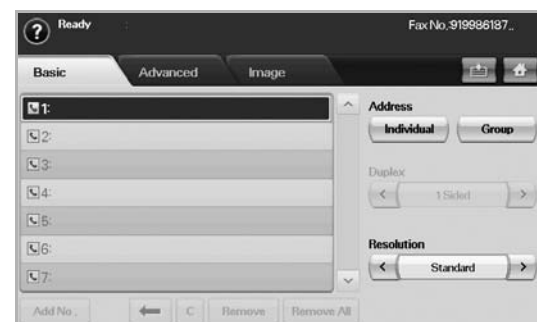 ? Ready : Fax No.:919986187..
Basic Advanced Image
1:
2:
3:
4:
5:
6:
7:
Address
Individual Group
Duplex
< 1 Sided >
Resolution
< Standard >
Add No. C Remove Remove All